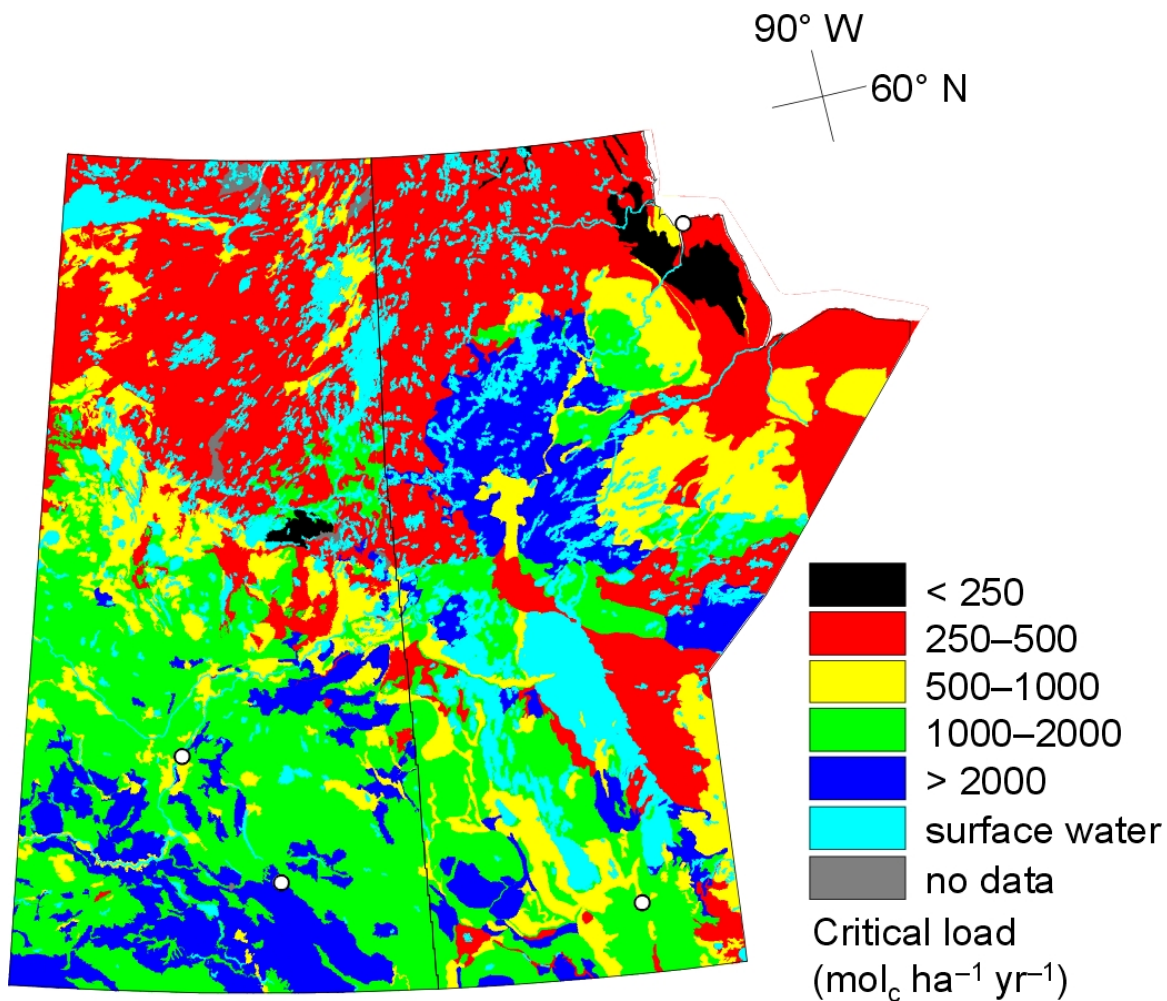 90° W
60° N
< 250
250–500
500–1000
1000–2000
> 2000
surface water
no data
Critical load
(mol_c ha⁻¹ yr⁻¹)